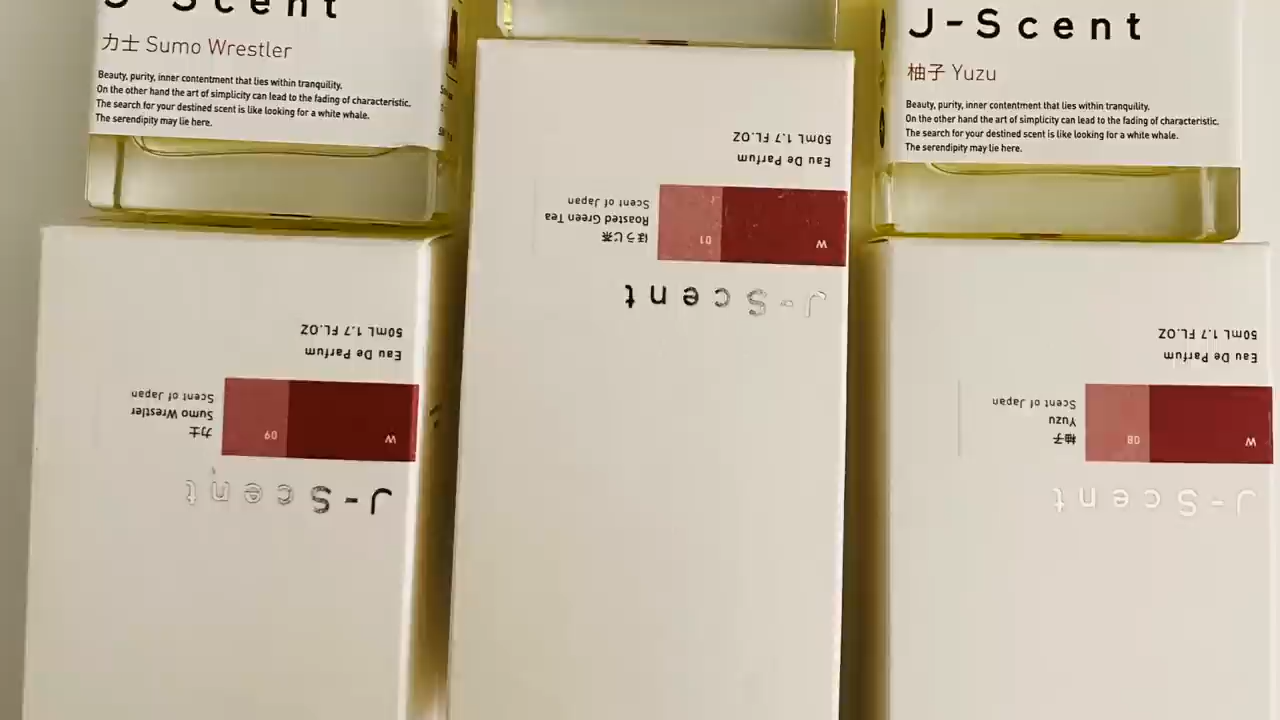 J-Scent
力士 Sumo Wrestler
Beauty, purity, inner contentment that lies within tranquility.
On the other hand the art of simplicity can lead to the fading of characteristic.
The search for your destined scent is like looking for a white whale.
The serendipity may lie here.
J-Scent
柚子 Yuzu
Beauty, purity, inner contentment that lies within tranquility.
On the other hand the art of simplicity can lead to the fading of characteristic.
The search for your destined scent is like looking for a white whale.
The serendipity may lie here.
J-Scent
W 09
力士
Sumo Wrestler
Scent of Japan
Eau De Parfum
50mL 1.7 FL.OZ
J-Scent
W 01
ほうじ茶
Roasted Green Tea
Scent of Japan
Eau De Parfum
50mL 1.7 FL.OZ
J-Scent
W 08
柚子
Yuzu
Scent of Japan
Eau De Parfum
50mL 1.7 FL.OZ